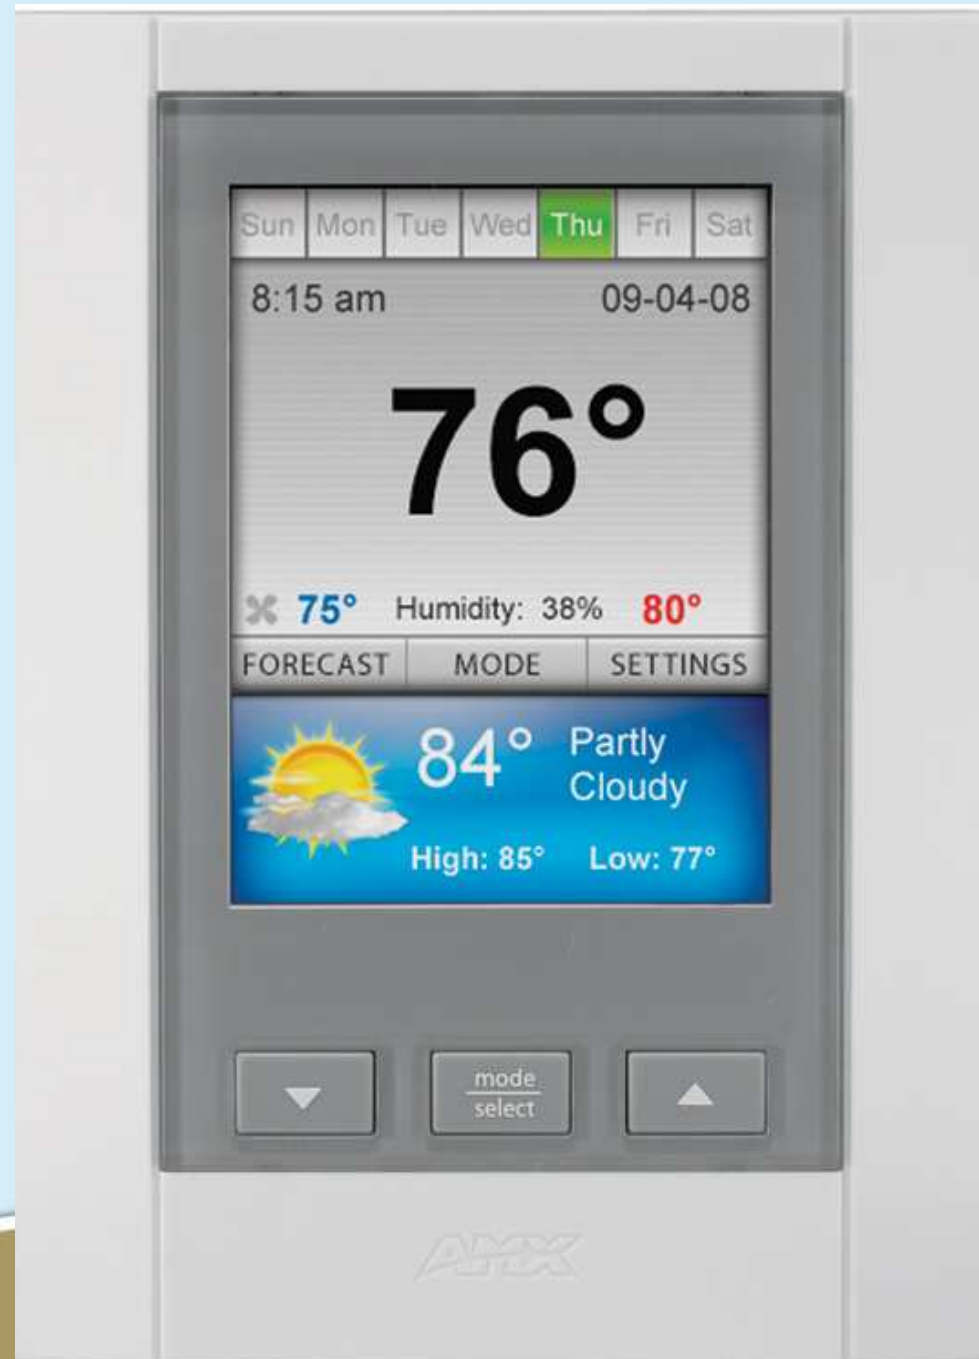 Sun Mon Tue Wed Thu Fri Sat
8:15 am 09-04-08
76°
75° Humidity: 38% 80°
FORECAST MODE SETTINGS
84° Partly
Cloudy
High: 85° Low: 77°
mode
select
AMX